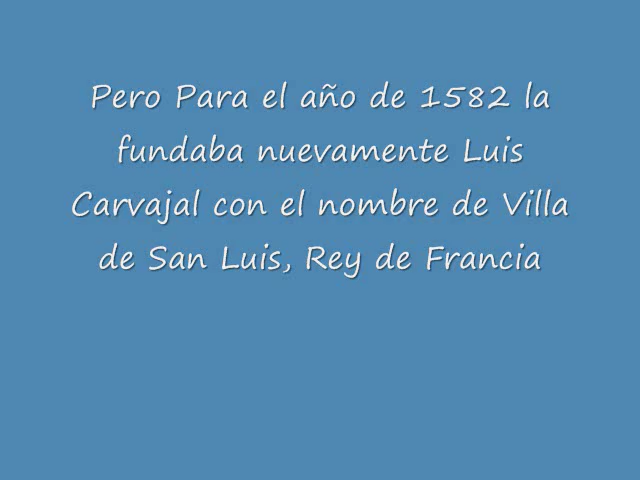 Pero Para el año de 1582 la
fundaba nuevamente Luis
Carvajal con el nombre de Villa
de San Luis, Rey de Francia